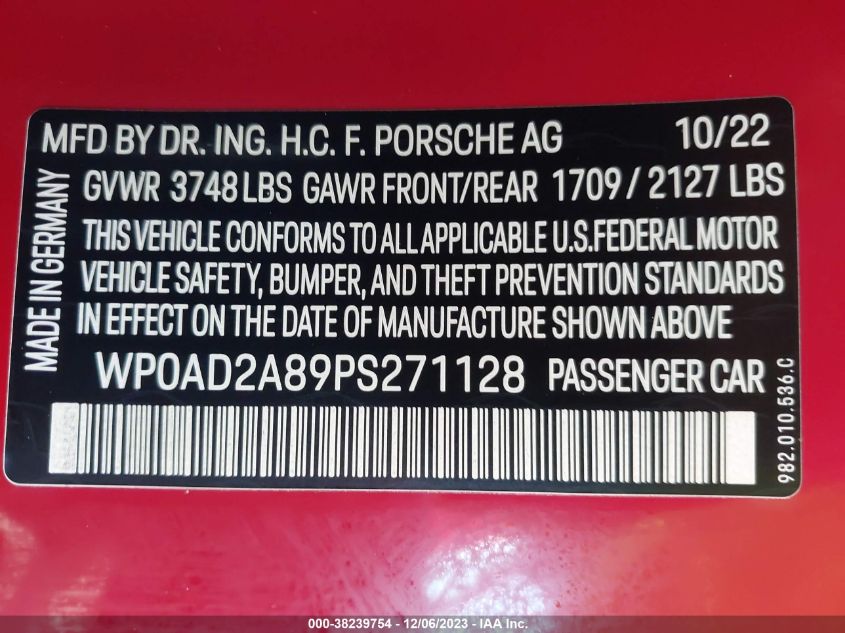 MFD BY DR. ING. H.C. F. PORSCHE AG 10/22
GVWR 3748 LBS GAWR FRONT/REAR 1709 / 2127 LBS
THIS VEHICLE CONFORMS TO ALL APPLICABLE U.S. FEDERAL MOTOR
VEHICLE SAFETY, BUMPER, AND THEFT PREVENTION STANDARDS
IN EFFECT ON THE DATE OF MANUFACTURE SHOWN ABOVE
WP0AD2A89PS271128 PASSENGER CAR
MADE IN GERMANY
982.010.536.C
000-38239754 - 12/06/2023 - IAA Inc.